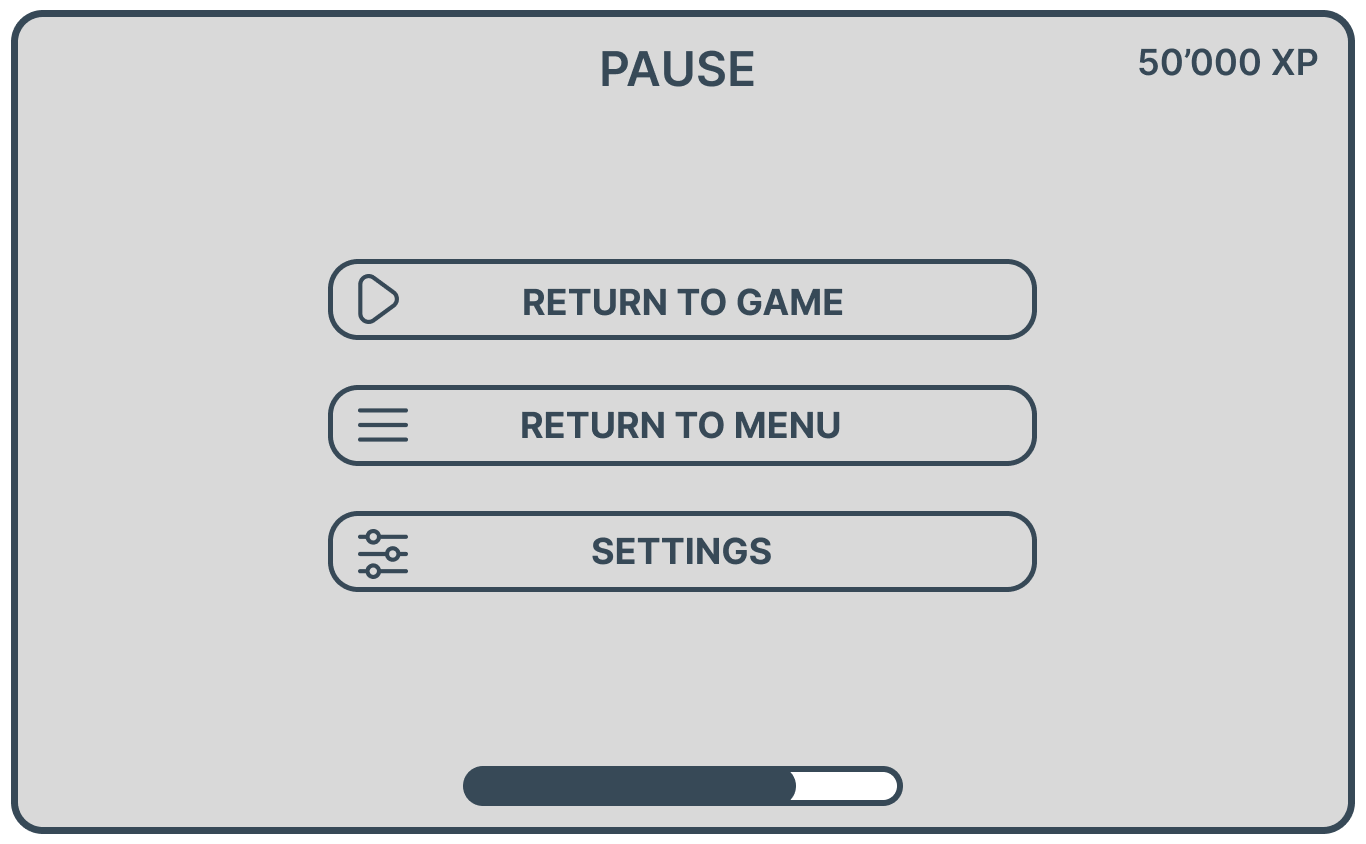 PAUSE
50’000 XP
RETURN TO GAME
RETURN TO MENU
SETTINGS